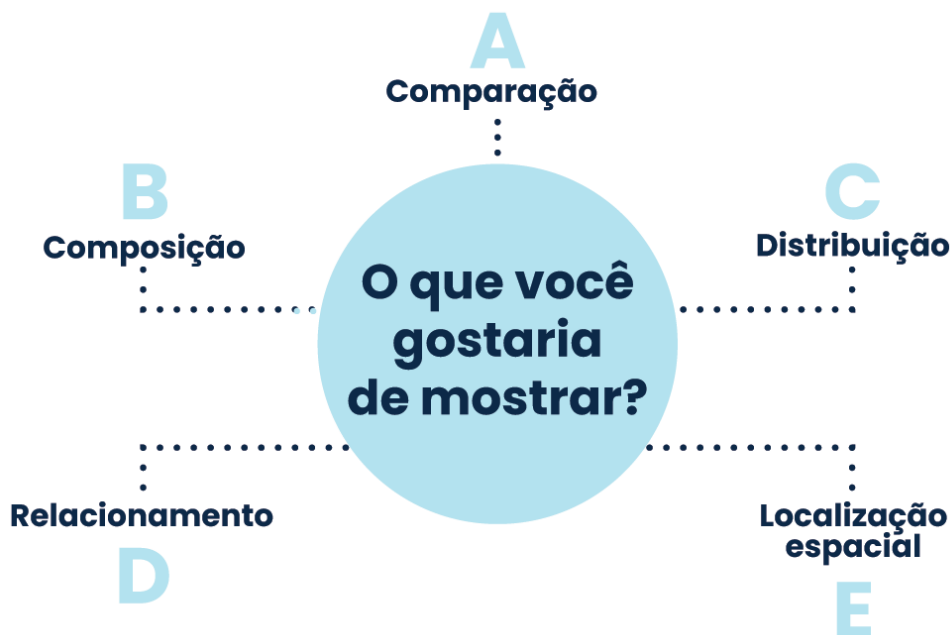 A
Comparação
B
Composição
C
Distribuição
O que você
gostaria
de mostrar?
Relacionamento
D
Localização
espacial
E